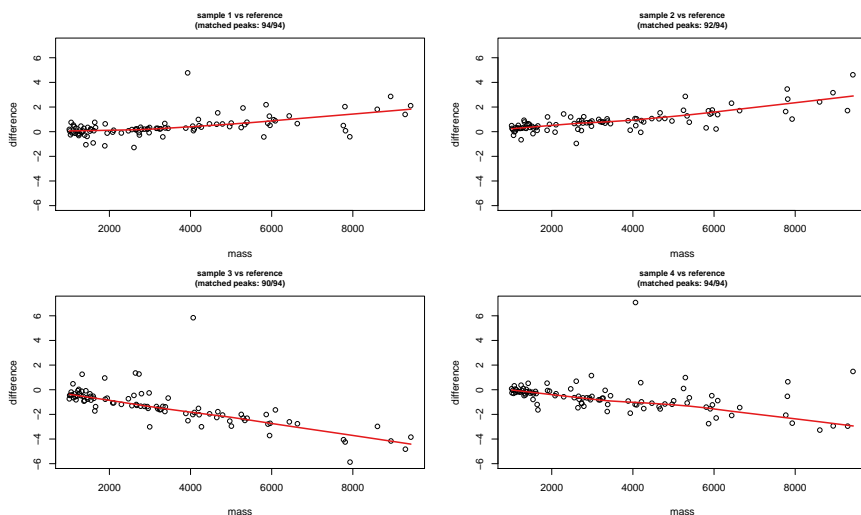 sample 1 vs reference
(matched peaks: 94/94)
difference
6
4
2
0
−2
−4
−6
2000 4000 6000 8000
mass
sample 2 vs reference
(matched peaks: 92/94)
difference
6
4
2
0
−2
−4
−6
2000 4000 6000 8000
mass
sample 3 vs reference
(matched peaks: 90/94)
difference
6
4
2
0
−2
−4
−6
2000 4000 6000 8000
mass
sample 4 vs reference
(matched peaks: 94/94)
difference
6
4
2
0
−2
−4
−6
2000 4000 6000 8000
mass